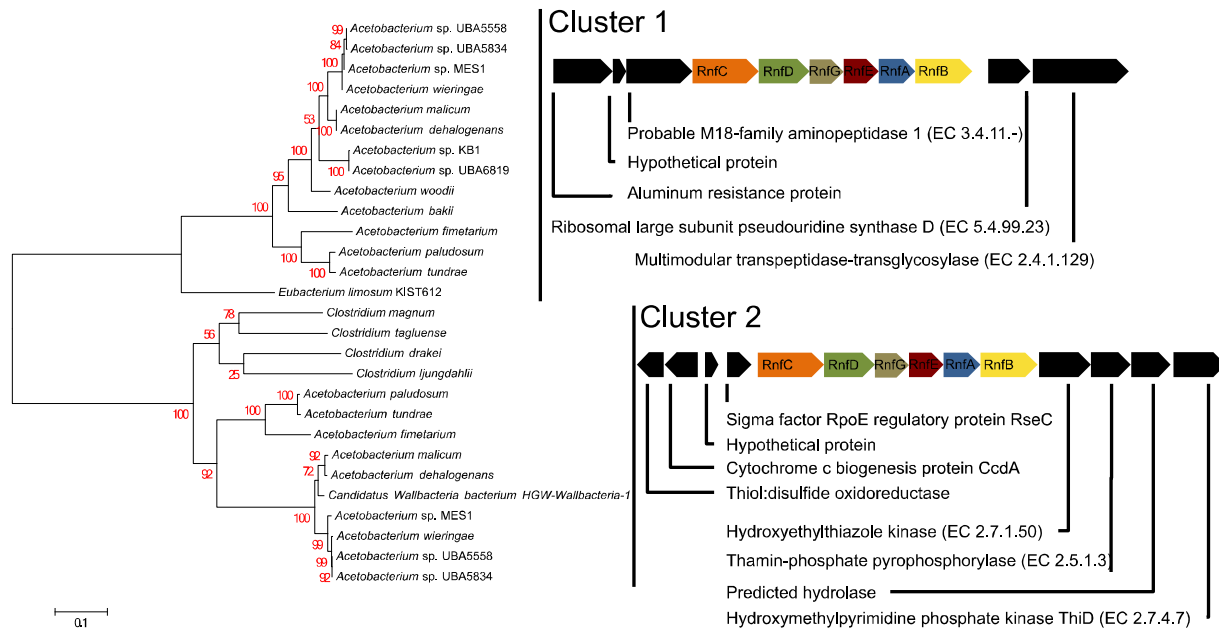 Acetobacterium sp. UBA5558
Acetobacterium sp. UBA5834
Acetobacterium sp. MES1
Acetobacterium wieringae
Acetobacterium malicum
Acetobacterium dehalogenans
Acetobacterium sp. KB1
Acetobacterium sp. UBA6819
Acetobacterium woodii
Acetobacterium bakii
Acetobacterium fimetarium
Acetobacterium paludosum
Acetobacterium tundrae
Eubacterium limosum KIST612
Clostridium magnum
Clostridium tagluense
Clostridium drakei
Clostridium ljungdahlii
Acetobacterium paludosum
Acetobacterium tundrae
Acetobacterium fimetarium
Acetobacterium malicum
Acetobacterium dehalogenans
Candidatus Wallbacteria bacterium HGW-Wallbacteria-1
Acetobacterium sp. MES1
Acetobacterium wieringae
Acetobacterium sp. UBA5558
Acetobacterium sp. UBA5834
99
84
100
100
53
100
100
100
95
100
100
100
78
56
25
100
100
100
92
92
72
100
99
99
92
0.1
Cluster 1
RnfC RnfD RnfG RnfE RnfA RnfB
Probable M18-family aminopeptidase 1 (EC 3.4.11.-)
Hypothetical protein
Aluminum resistance protein
Ribosomal large subunit pseudouridine synthase D (EC 5.4.99.23)
Multimodular transpeptidase-transglycosylase (EC 2.4.1.129)
Cluster 2
RnfC RnfD RnfG RnfE RnfA RnfB
Sigma factor RpoE regulatory protein RseC
Hypothetical protein
Cytochrome c biogenesis protein CcdA
Thiol:disulfide oxidoreductase
Hydroxyethylthiazole kinase (EC 2.7.1.50)
Thamin-phosphate pyrophosphorylase (EC 2.5.1.3)
Predicted hydrolase
Hydroxymethylpyrimidine phosphate kinase ThiD (EC 2.7.4.7)